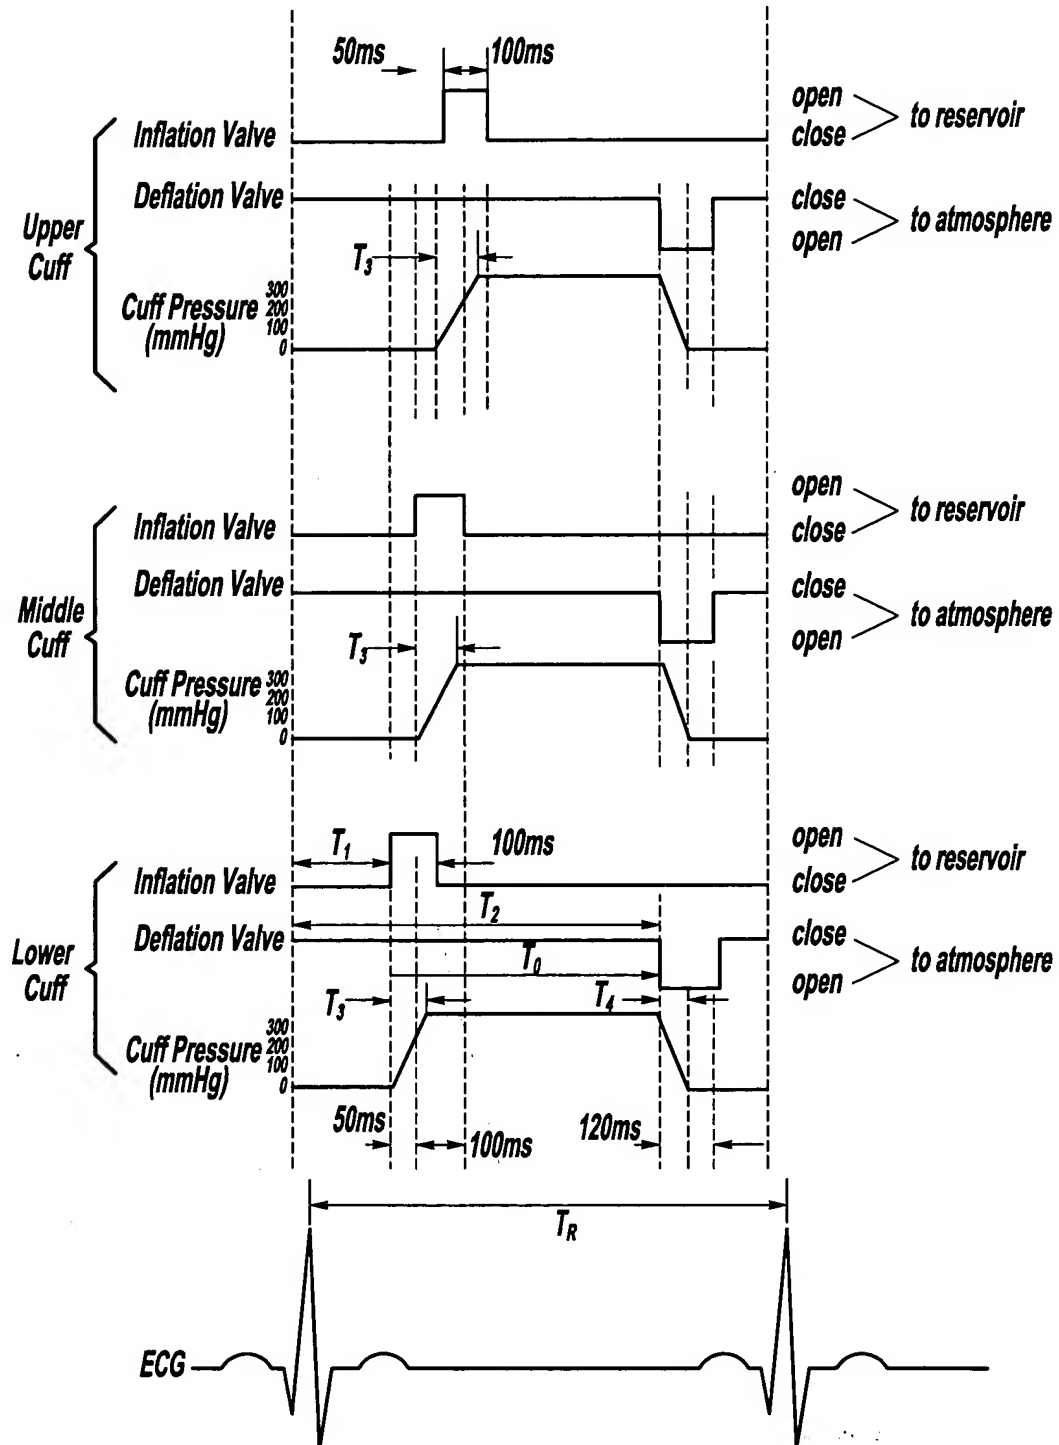 50ms 100ms
open
close
to reservoir
Inflation Valve
Deflation Valve
close
open
to atmosphere
Upper
Cuff
T3
Cuff Pressure
(mmHg)
300
200
100
0
open
close
to reservoir
Inflation Valve
Deflation Valve
close
open
to atmosphere
Middle
Cuff
T3
Cuff Pressure
(mmHg)
300
200
100
0
T1
100ms
open
close
to reservoir
Inflation Valve
T2
Deflation Valve
close
open
to atmosphere
Lower
Cuff
T0
T3
T4
Cuff Pressure
(mmHg)
300
200
100
0
50ms
100ms
120ms
TR
ECG